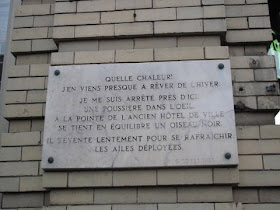 QUELLE CHALEUR!
J'EN VIENS PRESQUE A RÊVER DE L'HIVER.
JE ME SUIS ARRÊTÉ PRÈS D'ICI,
UNE POUSSIÈRE DANS L'OEIL.
A LA POINTE DE L'ANCIEN HÔTEL DE VILLE
SE TIENT EN ÉQUILIBRE UN OISEAU NOIR.
IL S'ÉVENTE LENTEMENT POUR SE RAFRAÎCHIR
LES AILES DÉPLOYÉES.